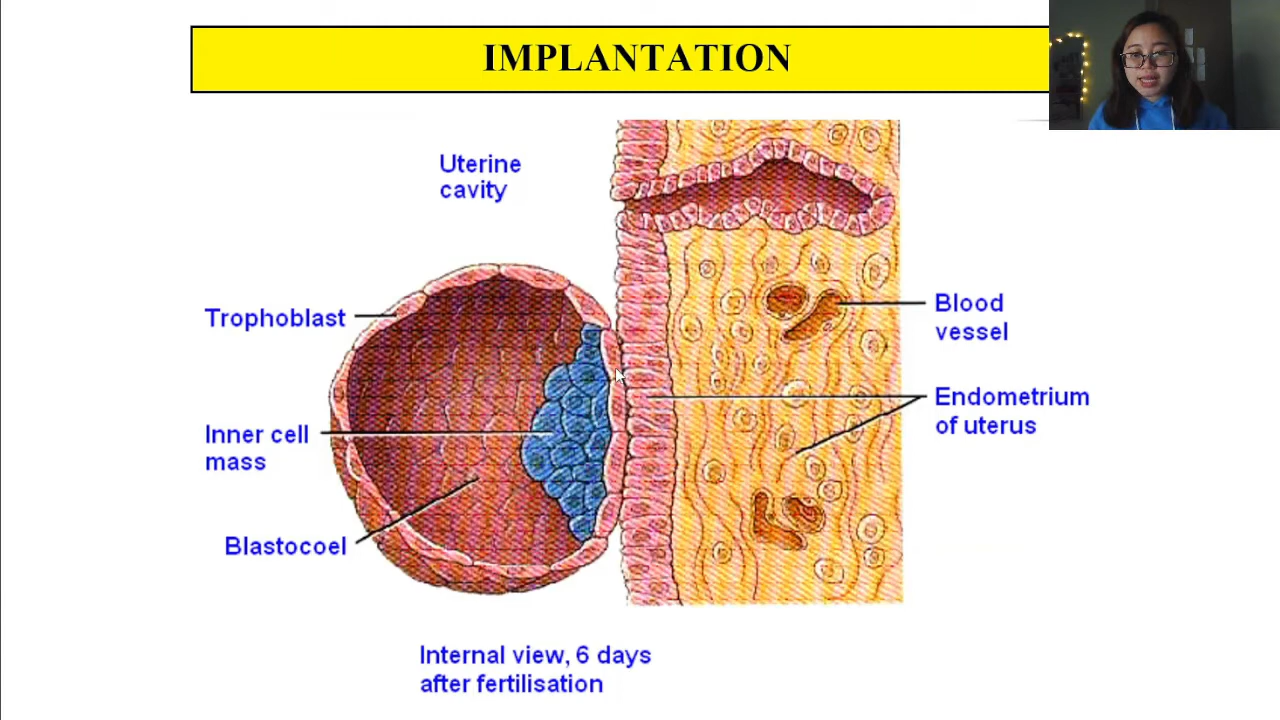 IMPLANTATION
Uterine
cavity
Trophoblast
Blood
vessel
Endometrium
of uterus
Inner cell
mass
Blastocoel
Internal view, 6 days
after fertilisation